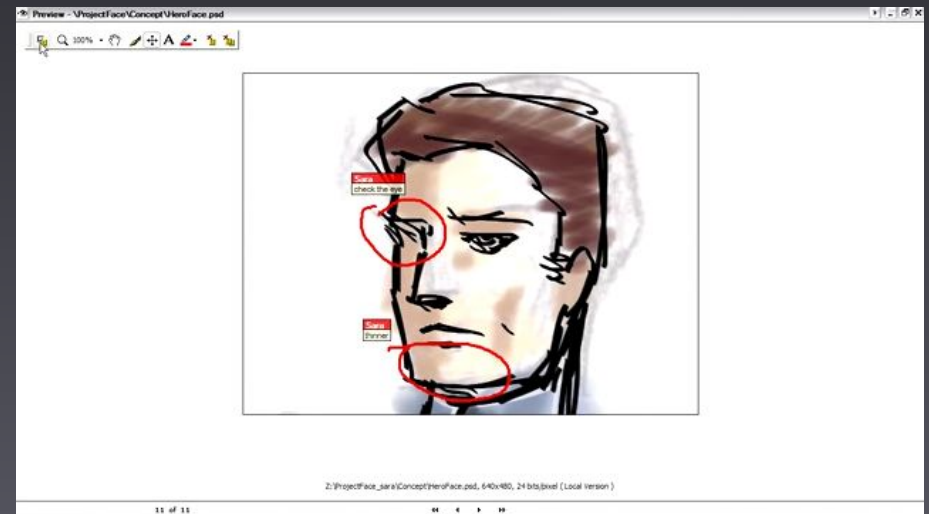 Preview - \ProjectFace\Concept\HeroFace.psd
100%
A
Sara
check the eye
Sara
thinner
Z:\ProjectFace_sara\Concept\HeroFace.psd, 640x480, 24 bits/pixel ( Local Version )
11 of 11